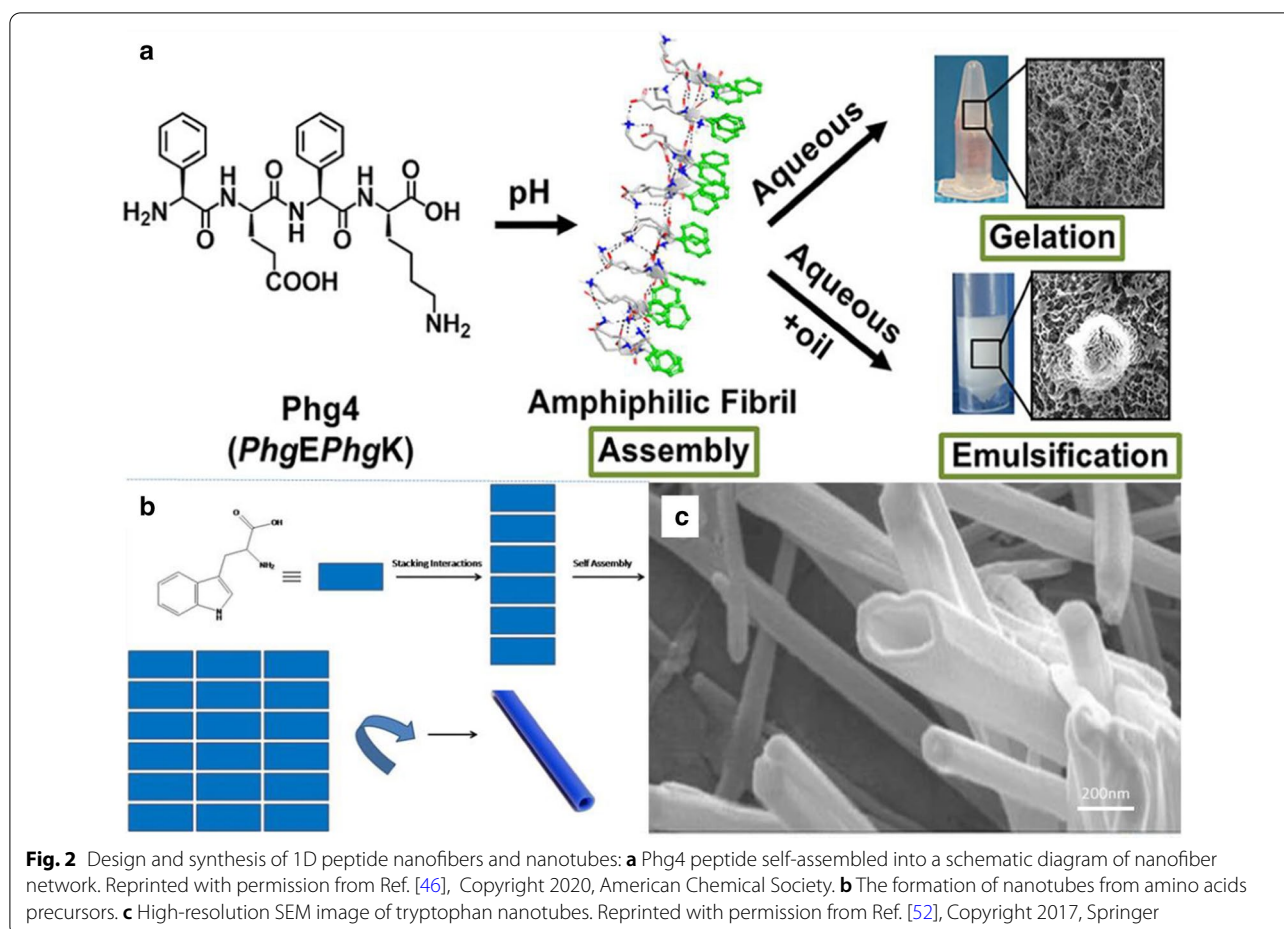 a
H2N
O
H
N
O
N
H
O
H
N
O
OH
COOH
NH2
pH
Aqueous
Gelation
Aqueous
+oil
Phg4
(PhgEPhgK)
Amphiphilic Fibril
Assembly
Emulsification
b
O
OH
NH2
N
H
Stacking Interactions
Self Assembly
c
200nm
Fig. 2 Design and synthesis of 1D peptide nanofibers and nanotubes: a Phg4 peptide self-assembled into a schematic diagram of nanofiber
network. Reprinted with permission from Ref. [46], Copyright 2020, American Chemical Society. b The formation of nanotubes from amino acids
precursors. c High-resolution SEM image of tryptophan nanotubes. Reprinted with permission from Ref. [52], Copyright 2017, Springer